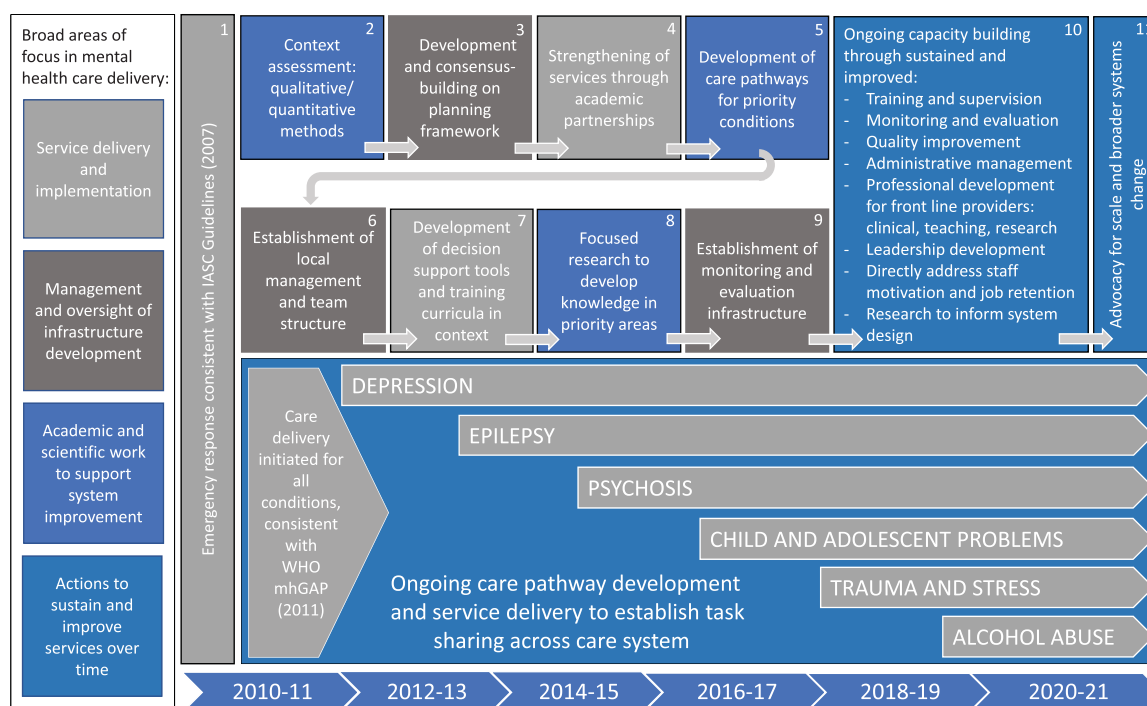 Broad areas of
focus in mental
health care delivery:
Service delivery
and
implementation
Management
and oversight of
infrastructure
development
Academic and
scientific work
to support
system
improvement
Actions to
sustain and
improve
services over
time
1
Emergency response consistent with IASC Guidelines (2007)
2
Context
assessment:
qualitative/
quantitative
methods
3
Development
and consensus-
building on
planning
framework
4
Strengthening of
services through
academic
partnerships
5
Development of
care pathways
for priority
conditions
6
Establishment of
local
management
and team
structure
7
Development
of decision
support tools
and training
curricula in
context
8
Focused
research to
develop
knowledge in
priority areas
9
Establishment of
monitoring and
evaluation
infrastructure
10
Ongoing capacity building
through sustained and
improved:
- Training and supervision
- Monitoring and evaluation
- Quality improvement
- Administrative management
- Professional development
for front line providers:
clinical, teaching, research
- Leadership development
- Directly address staff
motivation and job retention
- Research to inform system
design
11
Advocacy for scale and broader systems
change
Care
delivery
initiated for
all
conditions,
consistent
with
WHO
mhGAP
(2011)
DEPRESSION
EPILEPSY
PSYCHOSIS
CHILD AND ADOLESCENT PROBLEMS
TRAUMA AND STRESS
ALCOHOL ABUSE
Ongoing care pathway development
and service delivery to establish task
sharing across care system
2010-11
2012-13
2014-15
2016-17
2018-19
2020-21